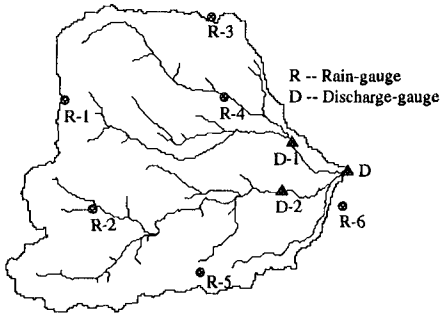 R-3
R -- Rain-gauge
D -- Discharge-gauge
R-1
R-4
D-1
D
D-2
R-6
R-2
R-5